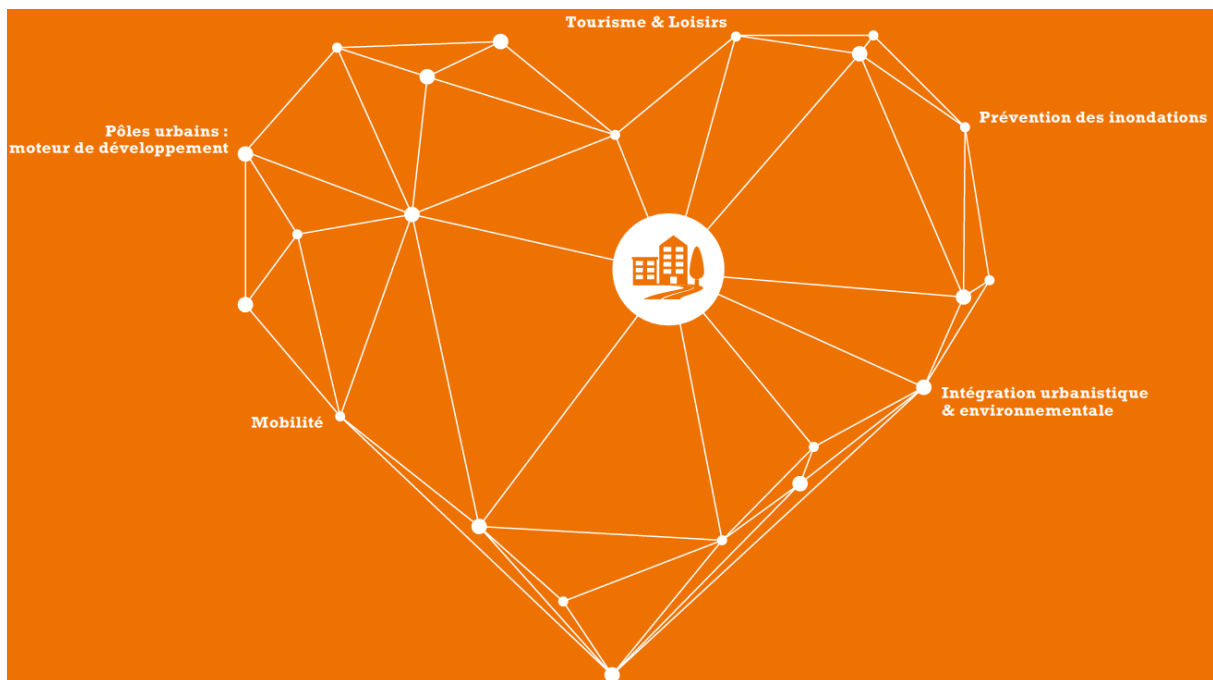 Tourisme & Loisirs
Pôles urbains :
moteur de développement
Prévention des inondations
Mobilité
Intégration urbanistique
& environnementale